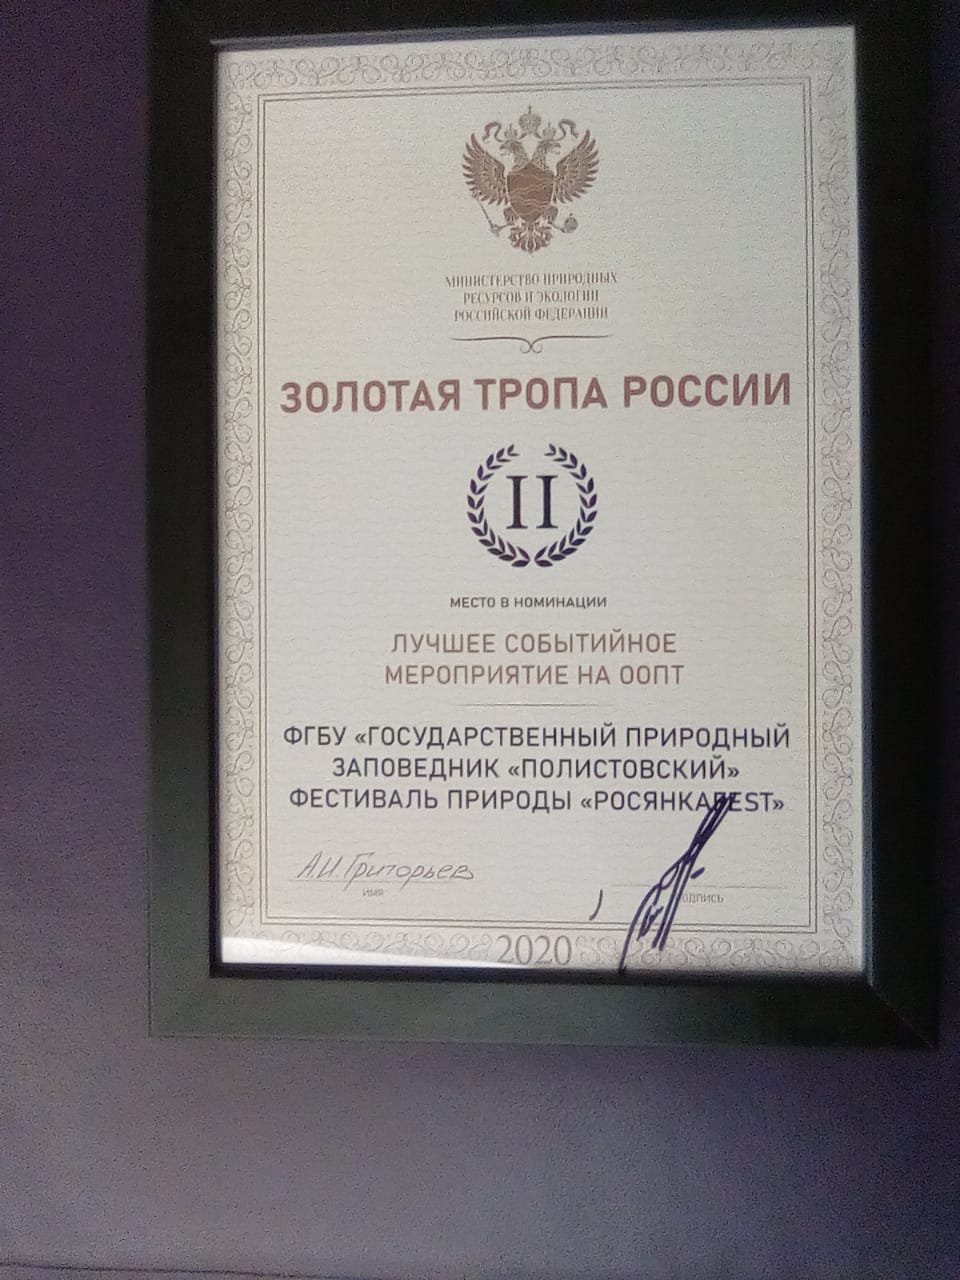 МИНИСТЕРСТВО ПРИРОДНЫХ
РЕСУРСОВ И ЭКОЛОГИИ
РОССИЙСКОЙ ФЕДЕРАЦИИ
ЗОЛОТАЯ ТРОПА РОССИИ
II
МЕСТО В НОМИНАЦИИ
ЛУЧШЕЕ СОБЫТИЙНОЕ
МЕРОПРИЯТИЕ НА ООПТ
ФГБУ «ГОСУДАРСТВЕННЫЙ ПРИРОДНЫЙ
ЗАПОВЕДНИК «ПОЛИСТОВСКИЙ»
ФЕСТИВАЛЬ ПРИРОДЫ «РОСЯНКАFEST»
А.И. Григорьев
ИМЯ
ПОДПИСЬ
2020